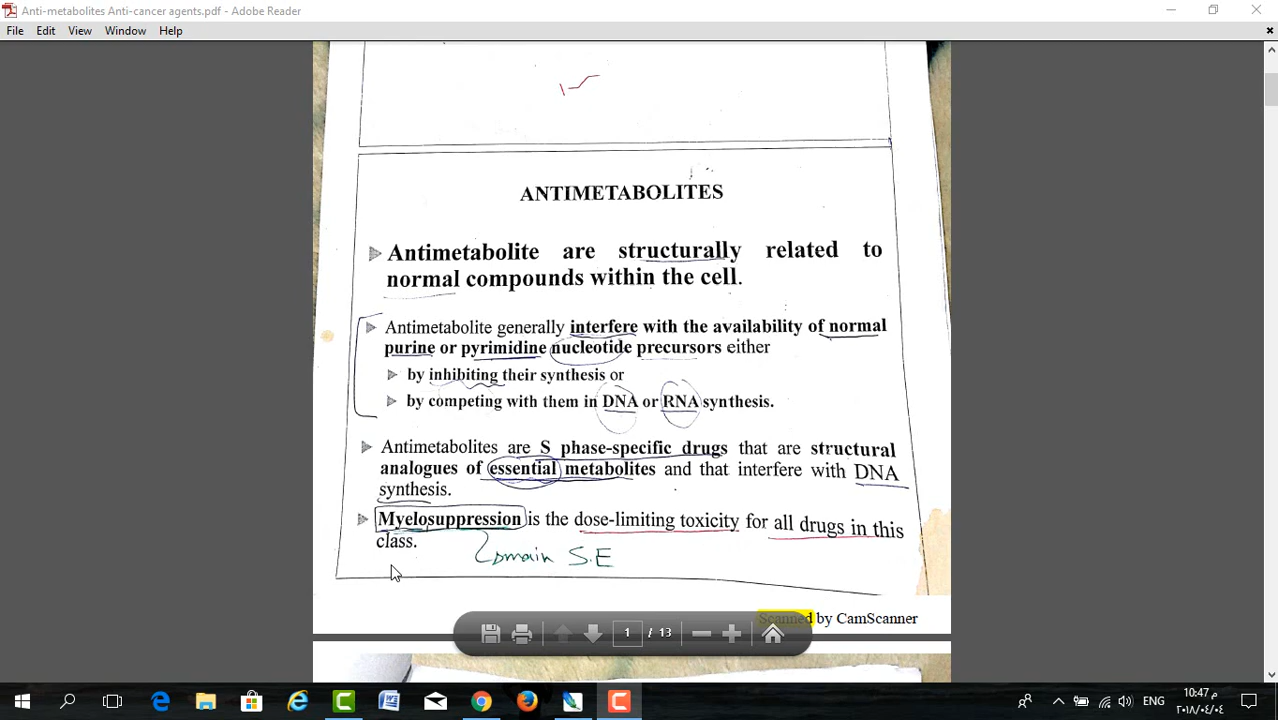 Anti-metabolites Anti-cancer agents.pdf - Adobe Reader
File Edit View Window Help
ANTIMETABOLITES
Antimetabolite are structurally related to
normal compounds within the cell.
Antimetabolite generally interfere with the availability of normal
purine or pyrimidine nucleotide precursors either
by inhibiting their synthesis or
by competing with them in DNA or RNA synthesis.
Antimetabolites are S phase-specific drugs that are structural
analogues of essential metabolites and that interfere with DNA
synthesis.
Myelosuppression is the dose-limiting toxicity for all drugs in this
class.
main S.E
Scanned by CamScanner
1 / 13
ENG
10:47 م
٢٠١٨/٠٤/٠٤